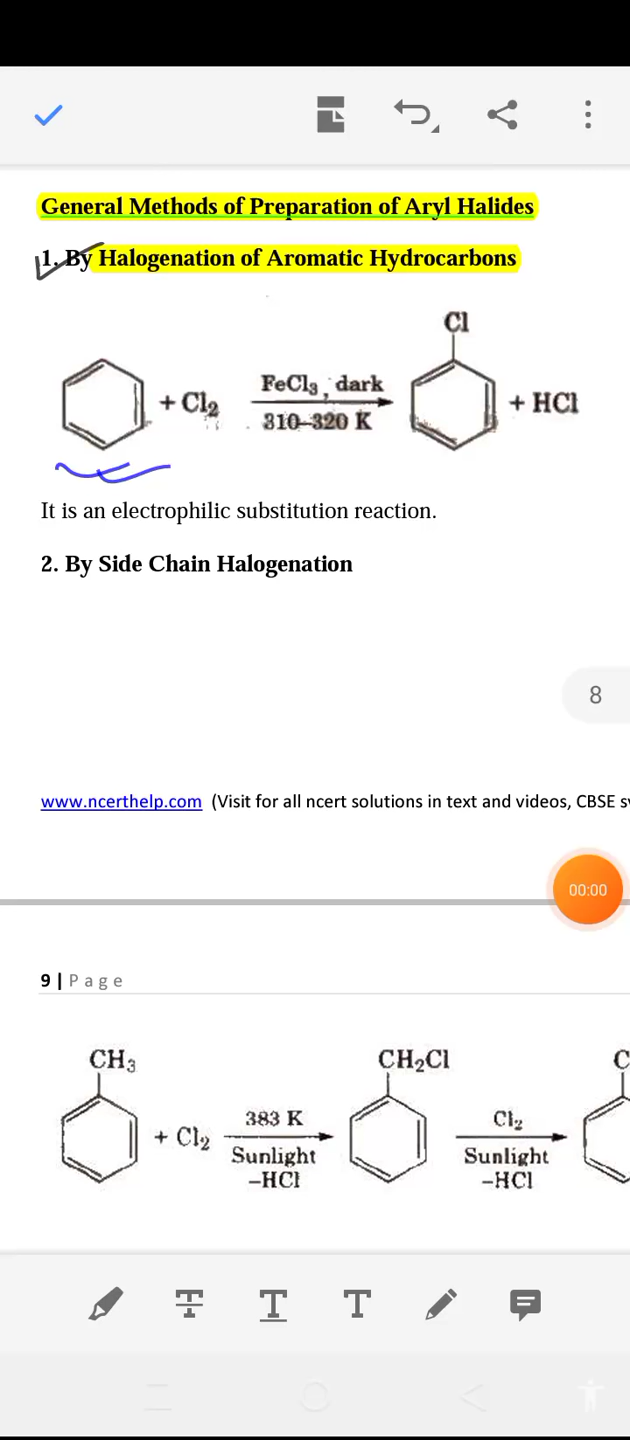 General Methods of Preparation of Aryl Halides
1. By Halogenation of Aromatic Hydrocarbons
Cl
+ Cl₂ FeCl₃, dark 310–320 K + HCl
It is an electrophilic substitution reaction.
2. By Side Chain Halogenation
8
www.ncerthelp.com (Visit for all ncert solutions in text and videos, CBSE
00:00
9 | Page
CH₃ CH₂Cl C
+ Cl₂ 383 K Sunlight –HCl Cl₂ Sunlight –HCl
T T T